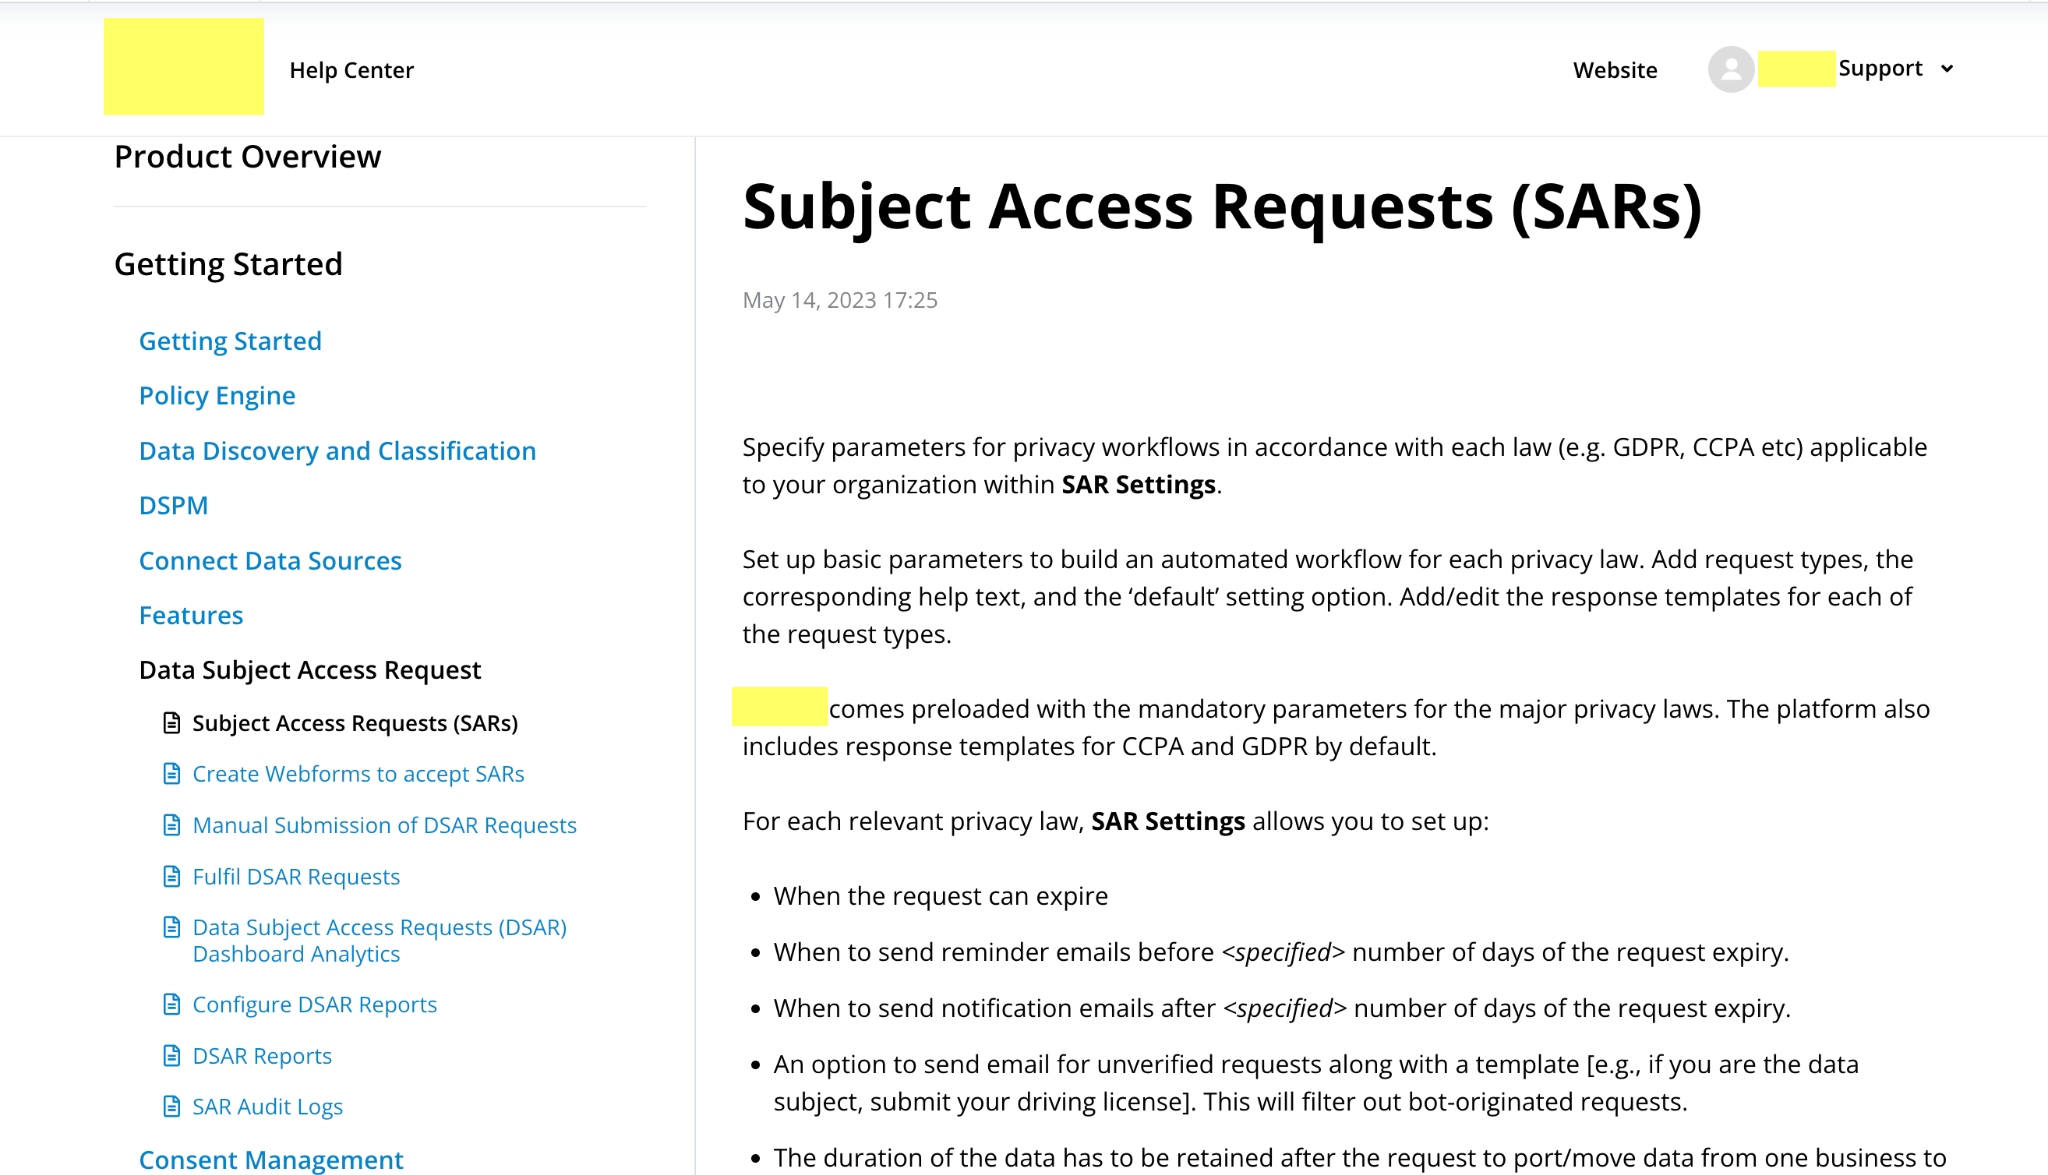 Help Center
Website
Support
Product Overview
Getting Started
Getting Started
Policy Engine
Data Discovery and Classification
DSPM
Connect Data Sources
Features
Data Subject Access Request
Subject Access Requests (SARs)
Create Webforms to accept SARs
Manual Submission of DSAR Requests
Fulfil DSAR Requests
Data Subject Access Requests (DSAR)
Dashboard Analytics
Configure DSAR Reports
DSAR Reports
SAR Audit Logs
Consent Management
Subject Access Requests (SARs)
May 14, 2023 17:25
Specify parameters for privacy workflows in accordance with each law (e.g. GDPR, CCPA etc) applicable
to your organization within SAR Settings.
Set up basic parameters to build an automated workflow for each privacy law. Add request types, the
corresponding help text, and the ‘default’ setting option. Add/edit the response templates for each of
the request types.
comes preloaded with the mandatory parameters for the major privacy laws. The platform also
includes response templates for CCPA and GDPR by default.
For each relevant privacy law, SAR Settings allows you to set up:
• When the request can expire
• When to send reminder emails before <specified> number of days of the request expiry.
• When to send notification emails after <specified> number of days of the request expiry.
• An option to send email for unverified requests along with a template [e.g., if you are the data
subject, submit your driving license]. This will filter out bot-originated requests.
• The duration of the data has to be retained after the request to port/move data from one business to